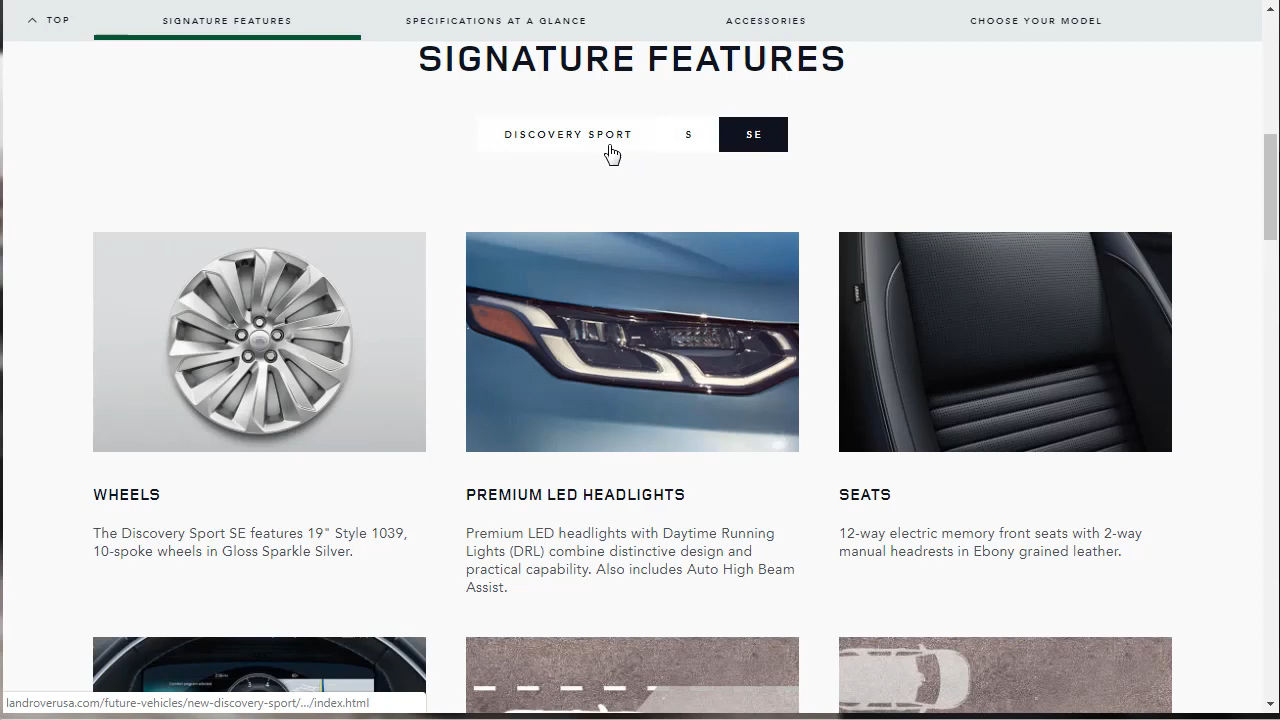 TOP
SIGNATURE FEATURES
SPECIFICATIONS AT A GLANCE
ACCESSORIES
CHOOSE YOUR MODEL
SIGNATURE FEATURES
DISCOVERY SPORT
S
SE
WHEELS
The Discovery Sport SE features 19" Style 1039,
10-spoke wheels in Gloss Sparkle Silver.
PREMIUM LED HEADLIGHTS
Premium LED headlights with Daytime Running
Lights (DRL) combine distinctive design and
practical capability. Also includes Auto High Beam
Assist.
SEATS
12-way electric memory front seats with 2-way
manual headrests in Ebony grained leather.
3 4
landroverusa.com/future-vehicles/new-discovery-sport/.../index.html